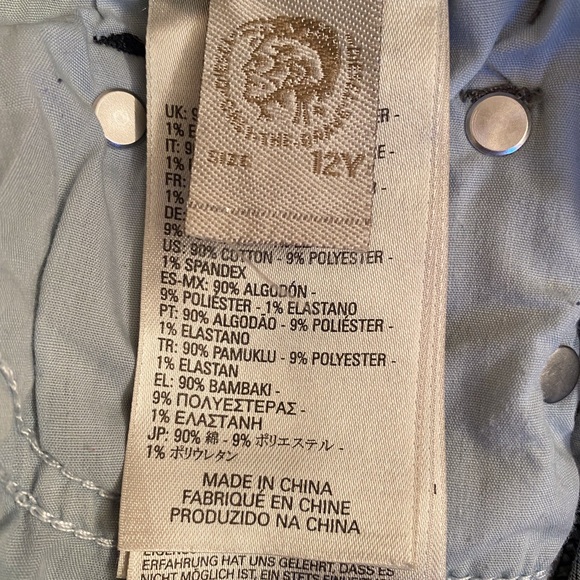 SIZE 12Y
UK: 9
1% E
IT: 9
1%
FR:
1%
DE:
9%
US: 90% COTTON - 9% POLYESTER -
1% SPANDEX
ES-MX: 90% ALGODÓN -
9% POLIÉSTER - 1% ELASTANO
PT: 90% ALGODÃO - 9% POLIÉSTER -
1% ELASTANO
TR: 90% PAMUKLU - 9% POLYESTER -
1% ELASTAN
EL: 90% ΒΑΜΒΑΚΙ -
9% ΠΟΛΥΕΣΤΕΡΑΣ -
1% ΕΛΑΣΤΑΝΗ
JP: 90% 綿 - 9% ポリエステル -
1% ポリウレタン
MADE IN CHINA
FABRIQUÉ EN CHINE
PRODUZIDO NA CHINA
ERFAHRUNG HAT UNS GELEHRT, DASS ES
NICHT MÖGLICH IST, EIN STETS EINWANDFREI